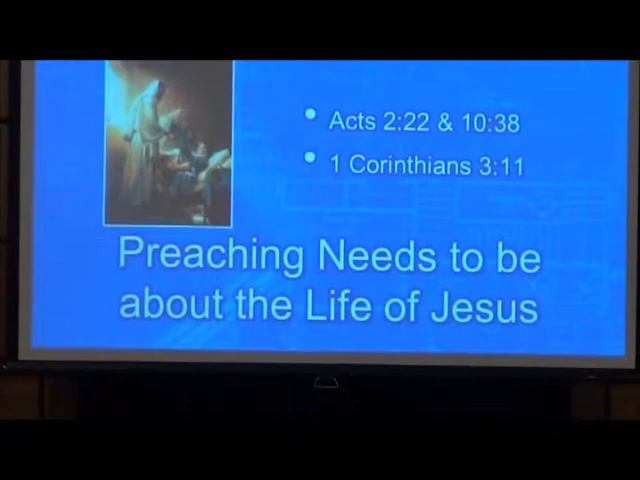 Acts 2:22 & 10:38
1 Corinthians 3:11
Preaching Needs to be
about the Life of Jesus